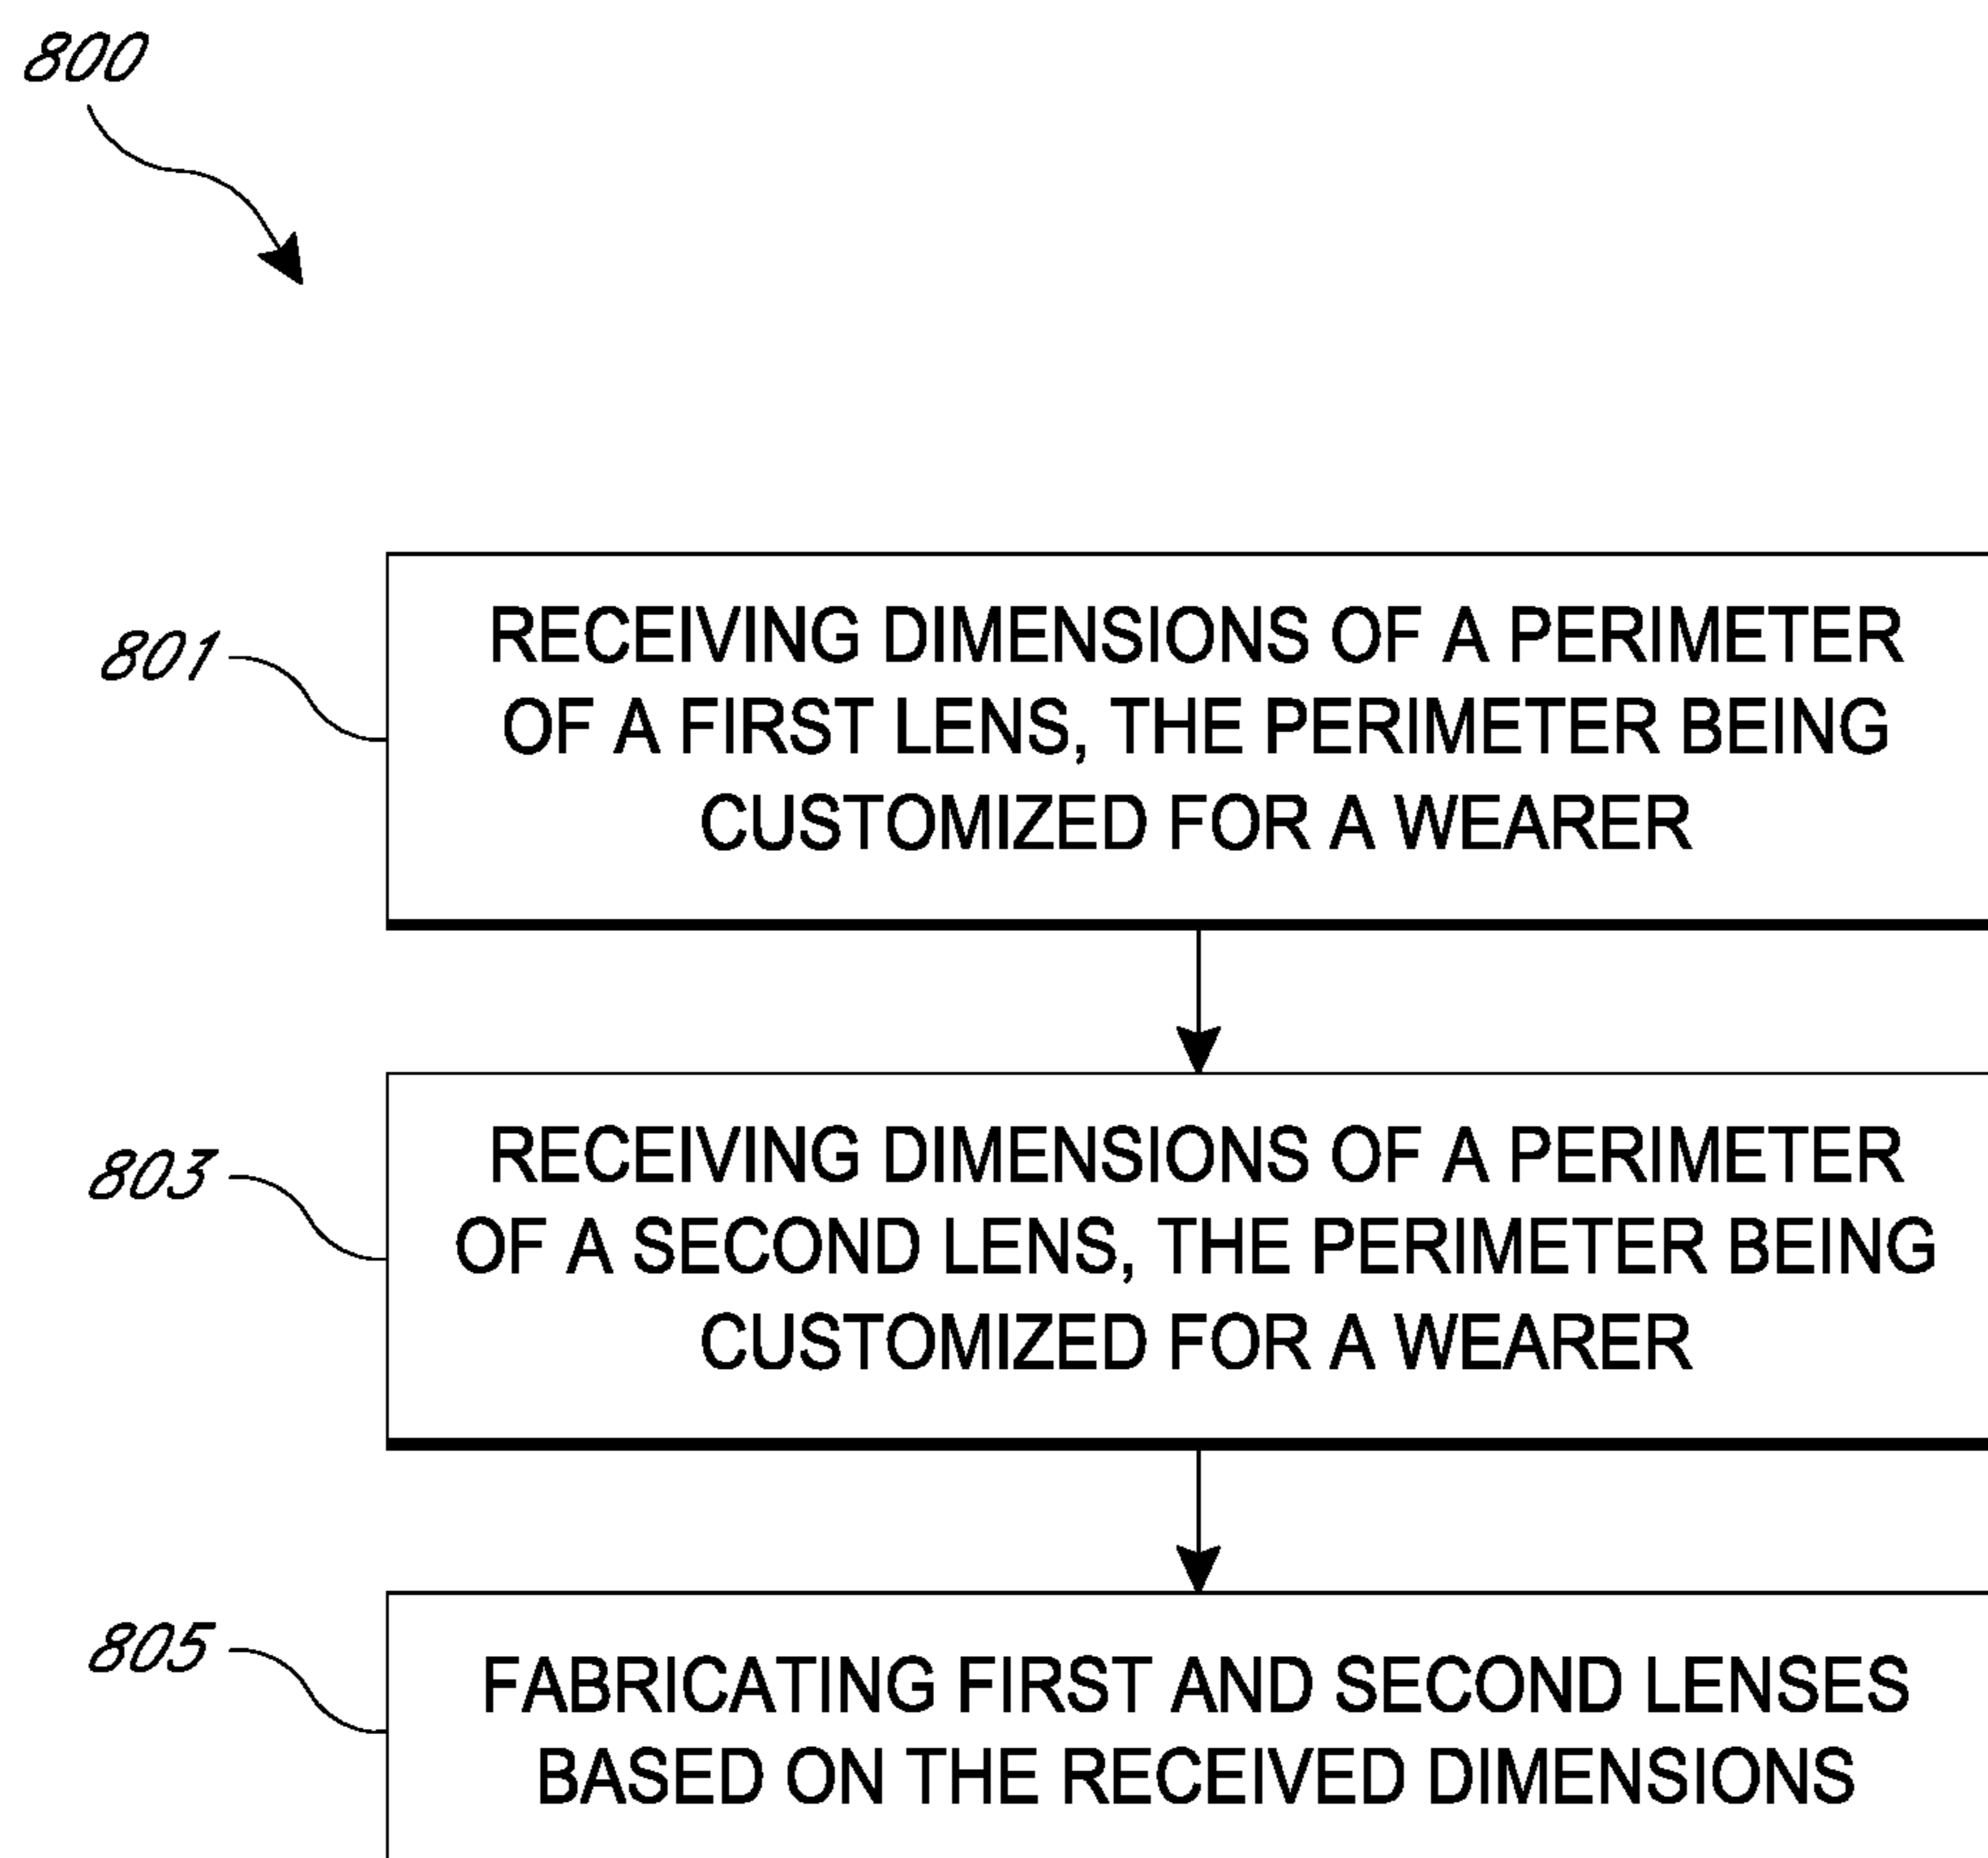 800
801
RECEIVING DIMENSIONS OF A PERIMETER
OF A FIRST LENS, THE PERIMETER BEING
CUSTOMIZED FOR A WEARER
803
RECEIVING DIMENSIONS OF A PERIMETER
OF A SECOND LENS, THE PERIMETER BEING
CUSTOMIZED FOR A WEARER
805
FABRICATING FIRST AND SECOND LENSES
BASED ON THE RECEIVED DIMENSIONS